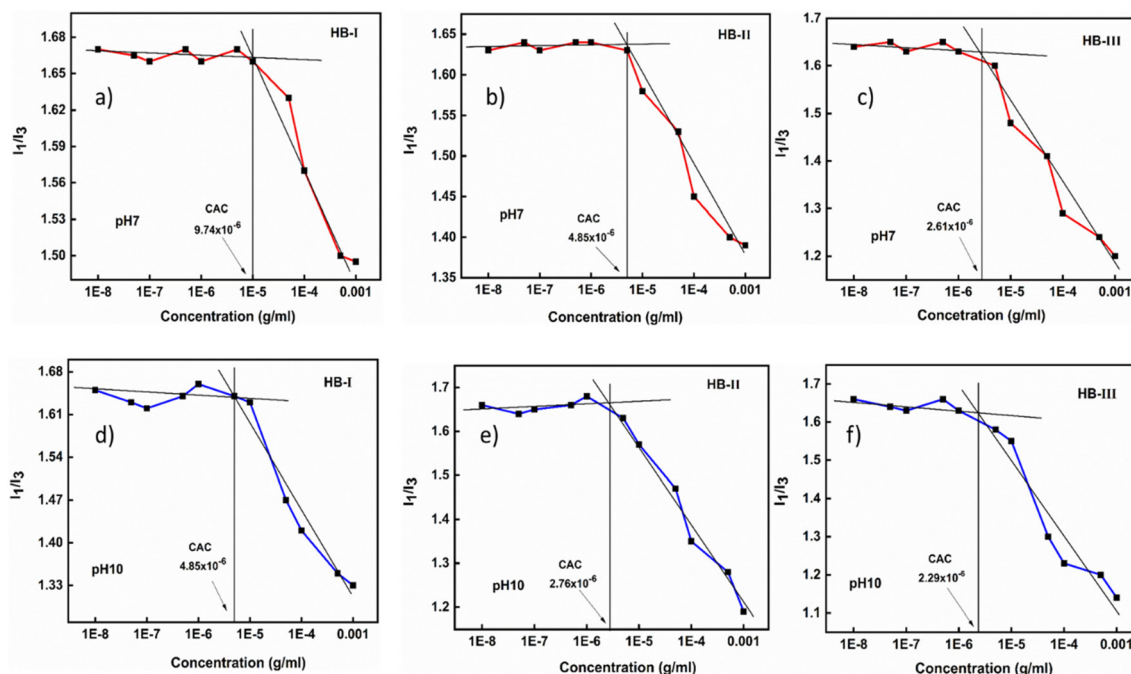 HB-I
a)
I1/I3
1.68
1.65
1.62
1.59
1.56
1.53
1.50
pH7
CAC
9.74x10-6
1E-8 1E-7 1E-6 1E-5 1E-4 0.001
Concentration (g/ml)
HB-II
b)
I1/I3
1.65
1.60
1.55
1.50
1.45
1.40
1.35
pH7
CAC
4.85x10-6
1E-8 1E-7 1E-6 1E-5 1E-4 0.001
Concentration (g/ml)
HB-III
c)
I1/I3
1.7
1.6
1.5
1.4
1.3
1.2
pH7
CAC
2.61x10-6
1E-8 1E-7 1E-6 1E-5 1E-4 0.001
Concentration (g/ml)
HB-I
d)
I1/I3
1.68
1.61
1.54
1.47
1.40
1.33
pH10
CAC
4.85x10-6
1E-8 1E-7 1E-6 1E-5 1E-4 0.001
Concentration (g/ml)
HB-II
e)
I1/I3
1.7
1.6
1.5
1.4
1.3
1.2
pH10
CAC
2.76x10-6
1E-8 1E-7 1E-6 1E-5 1E-4 0.001
Concentration (g/ml)
HB-III
f)
I1/I3
1.7
1.6
1.5
1.4
1.3
1.2
1.1
pH10
CAC
2.29x10-6
1E-8 1E-7 1E-6 1E-5 1E-4 0.001
Concentration (g/ml)